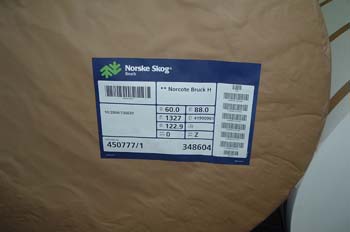 Norske Skog
Bruck
** Norcote Bruck H
60.0 88.0
1327
122.9
0 Z
450777/1 348604